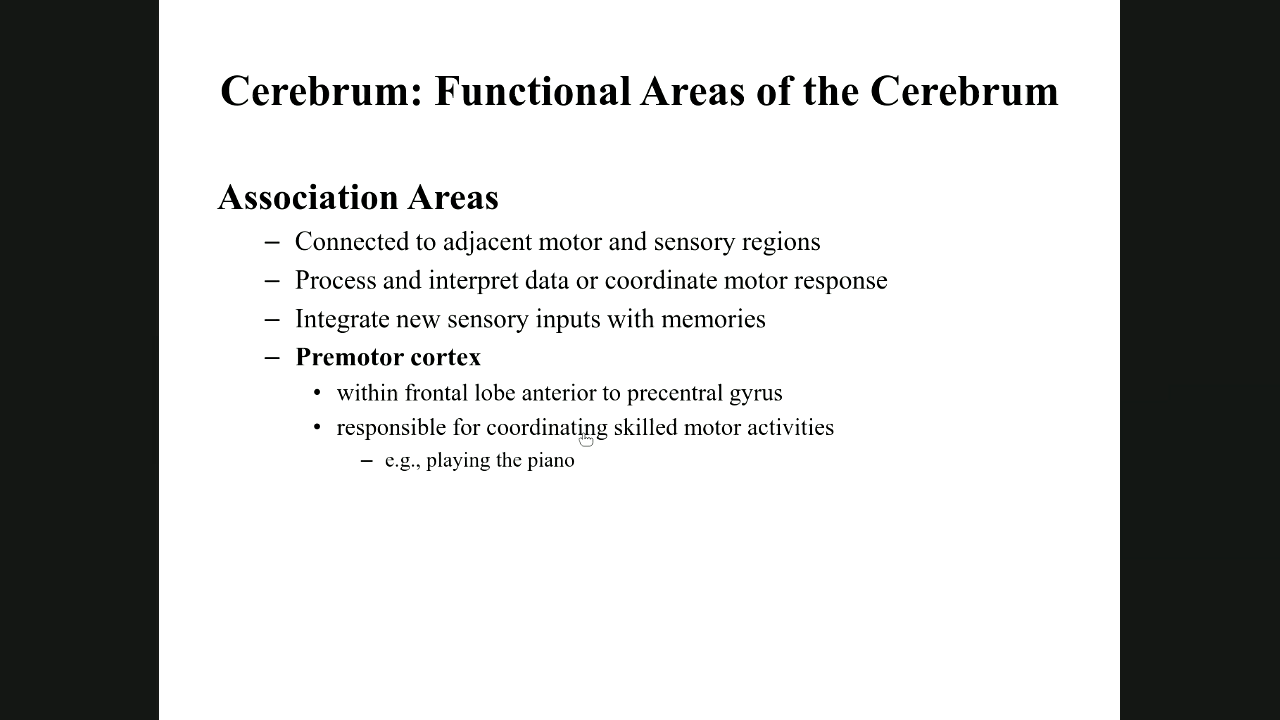 Cerebrum: Functional Areas of the Cerebrum
Association Areas
– Connected to adjacent motor and sensory regions
– Process and interpret data or coordinate motor response
– Integrate new sensory inputs with memories
– Premotor cortex
• within frontal lobe anterior to precentral gyrus
• responsible for coordinating skilled motor activities
– e.g., playing the piano